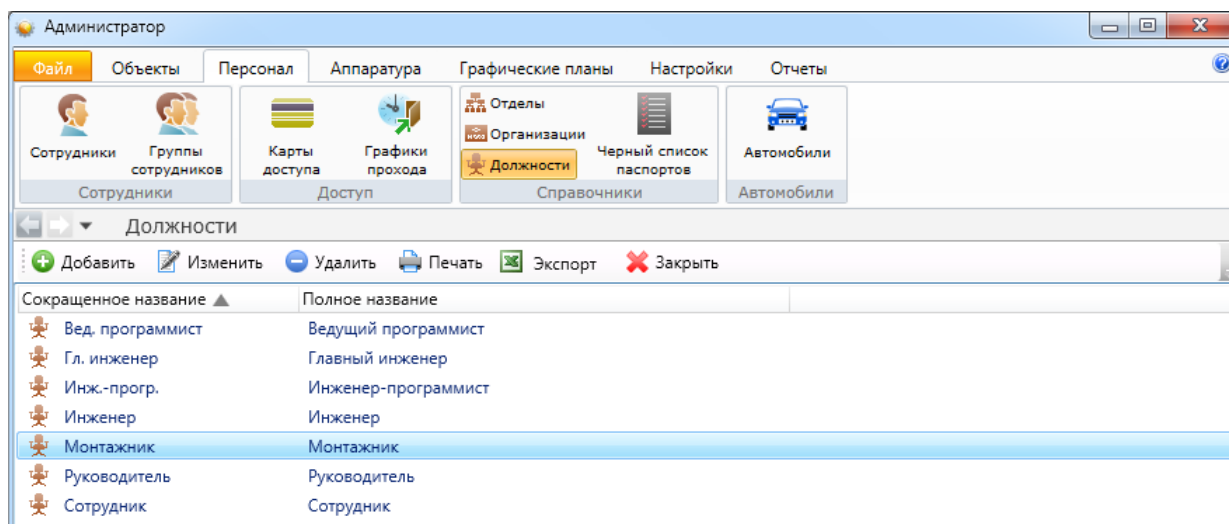 Администратор
Файл Объекты Персонал Аппаратура Графические планы Настройки Отчеты
Сотрудники
Группы
сотрудников
Карты
доступа
Графики
прохода
Отделы
Организации
Должности
Черный список
паспортов
Автомобили
Сотрудники Доступ Справочники Автомобили
Должности
Добавить Изменить Удалить Печать Экспорт Закрыть
Сокращенное название Полное название
Вед. программист Ведущий программист
Гл. инженер Главный инженер
Инж.-прогр. Инженер-программист
Инженер Инженер
Монтажник Монтажник
Руководитель Руководитель
Сотрудник Сотрудник